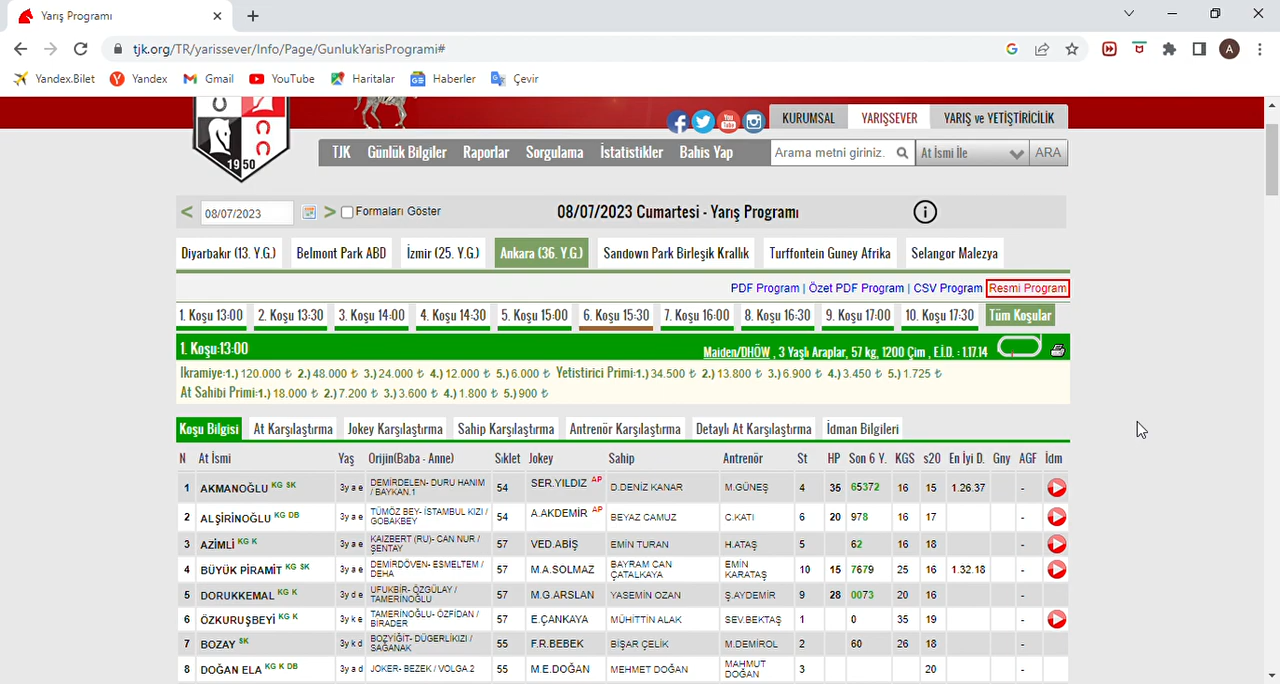 Yarış Programı
tjk.org/TR/yarissever/Info/Page/GunlukYarisProgrami#
A
Yandex.Bilet Yandex Gmail YouTube Haritalar Haberler Çevir
1950
KURUMSAL YARIŞSEVER YARIŞ ve YETİŞTİRİCİLİK
TJK Günlük Bilgiler Raporlar Sorgulama İstatistikler Bahis Yap Arama metni giriniz. At İsmi İle ARA
< 08/07/2023 > Formaları Göster 08/07/2023 Cumartesi - Yarış Programı
Diyarbakır (13. Y.G.) Belmont Park ABD İzmir (25. Y.G.) Ankara (36. Y.G.) Sandown Park Birleşik Krallık Turffontein Guney Afrika Selangor Malezya
PDF Program | Özet PDF Program | CSV Program Resmi Program
1. Koşu 13:00 2. Koşu 13:30 3. Koşu 14:00 4. Koşu 14:30 5. Koşu 15:00 6. Koşu 15:30 7. Koşu 16:00 8. Koşu 16:30 9. Koşu 17:00 10. Koşu 17:30 Tüm Koşular
1. Koşu:13:00 Maiden/DHÖW , 3 Yaşlı Araplar, 57 kg, 1200 Çim , E.İ.D. : 1.17.14
Ikramiye:1.) 120.000 ₺ 2.) 48.000 ₺ 3.) 24.000 ₺ 4.) 12.000 ₺ 5.) 6.000 ₺ Yetistirici Primi:1.) 34.500 ₺ 2.) 13.800 ₺ 3.) 6.900 ₺ 4.) 3.450 ₺ 5.) 1.725 ₺
At Sahibi Primi:1.) 18.000 ₺ 2.) 7.200 ₺ 3.) 3.600 ₺ 4.) 1.800 ₺ 5.) 900 ₺
Koşu Bilgisi At Karşılaştırma Jokey Karşılaştırma Sahip Karşılaştırma Antrenör Karşılaştırma Detaylı At Karşılaştırma İdman Bilgileri
N At İsmi Yaş Orijin(Baba - Anne) Sıklet Jokey Sahip Antrenör St HP Son 6 Y. KGS s20 En İyi D. Gny AGF İdm
1 AKMANOĞLU KG SK 3y a e DEMİRDELEN- DURU HANIM / BAYKAN.1 54 SER.YILDIZ AP D.DENİZ KANAR M.GÜNEŞ 4 35 65372 16 15 1.26.37 -
2 ALŞİRİNOĞLU KG DB 3y a e TÜMÖZ BEY- İSTANBUL KIZI / GOBAKBEY 54 A.AKDEMİR AP BEYAZ CAMUZ C.KATI 6 20 978 16 17 -
3 AZİMLİ KG K 3y a e KAIZBERT (RU)- CAN NUR / ŞENTAY 57 VED.ABİŞ EMİN TURAN H.ATAŞ 5 62 16 18 -
4 BÜYÜK PİRAMİT KG SK 3y a e DEMİRDÖVEN- ESMELTEM / DEHA 57 M.A.SOLMAZ BAYRAM CAN ÇATALKAYA EMİN KARATAŞ 10 15 7679 25 16 1.32.18 -
5 DORUKKEMAL KG K 3y d e UFUKBİR- ÖZGÜLAY / TAMERİNOĞLU 57 M.G.ARSLAN YASEMİN OZAN Ş.AYDEMİR 9 28 0073 20 16 -
6 ÖZKURUŞBEYİ KG K 3y k e TAMERİNOĞLU- ÖZFİDAN / BIRADER 57 E.ÇANKAYA MÜHİTTİN ALAK SEV.BEKTAŞ 1 0 35 19 -
7 BOZAY SK 3y k d BOZYİĞİT- DÜGERLİKIZI / SAĞANAK 55 F.R.BEBEK BİŞAR ÇELİK M.DEMİROL 2 60 26 18 -
8 DOĞAN ELA KG K DB 3y a d JOKER- BEZEK / VOLGA.2 55 M.E.DOĞAN MEHMET DOĞAN MAHMUT DOĞAN 3 20 -